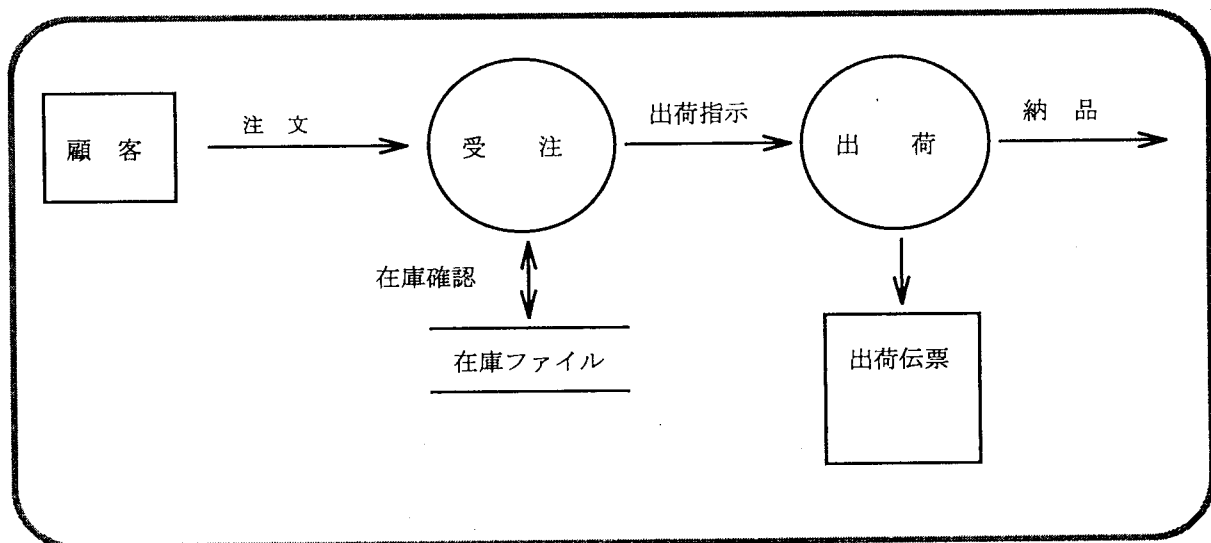 顧 客
注 文
受 注
出荷指示
出 荷
納 品
在庫確認
在庫ファイル
出荷伝票